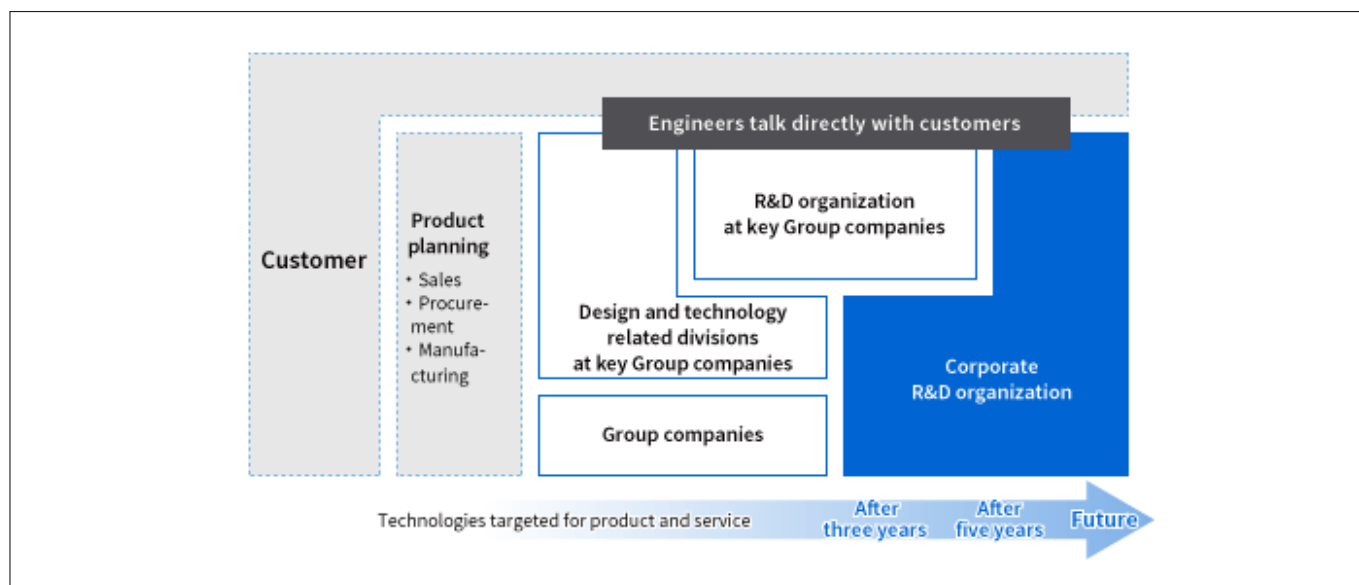 Engineers talk directly with customers
Customer
Product
planning
・Sales
・Procure-
ment
・Manufa-
cturing
R&D organization
at key Group companies
Design and technology
related divisions
at key Group companies
Group companies
Corporate
R&D organization
Technologies targeted for product and service
After
three years
After
five years
Future